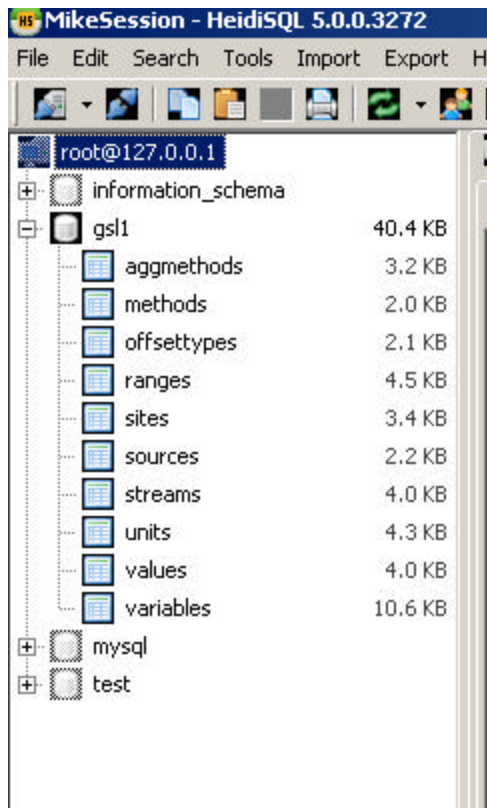 MikeSession - HeidiSQL 5.0.0.3272
File Edit Search Tools Import Export H
root@127.0.0.1
information_schema
gsl1 40.4 KB
aggmethods 3.2 KB
methods 2.0 KB
offsettypes 2.1 KB
ranges 4.5 KB
sites 3.4 KB
sources 2.2 KB
streams 4.0 KB
units 4.3 KB
values 4.0 KB
variables 10.6 KB
mysql
test